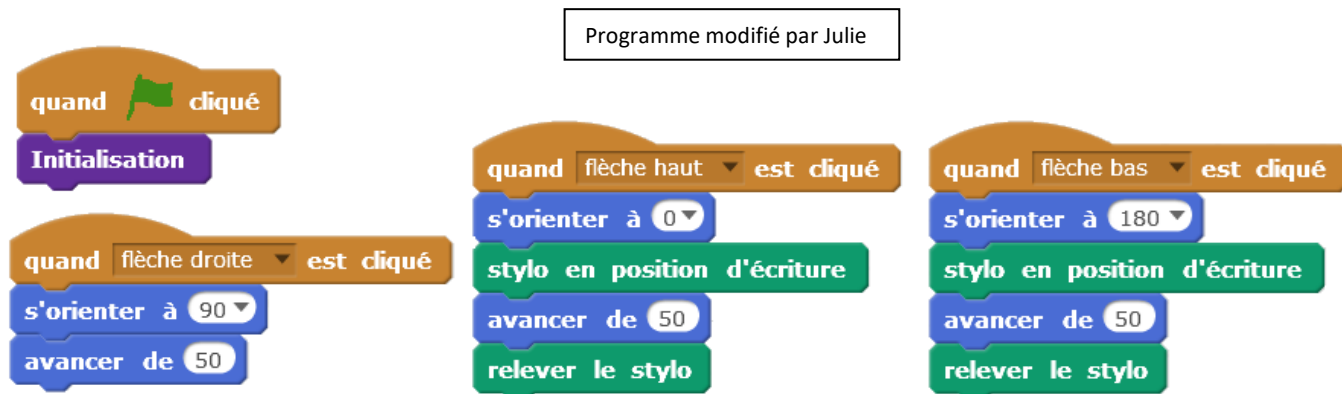 Programme modifié par Julie
quand cliqué
Initialisation
quand flèche droite est cliqué
s'orienter à 90
avancer de 50
quand flèche haut est cliqué
s'orienter à 0
stylo en position d'écriture
avancer de 50
relever le stylo
quand flèche bas est cliqué
s'orienter à 180
stylo en position d'écriture
avancer de 50
relever le stylo